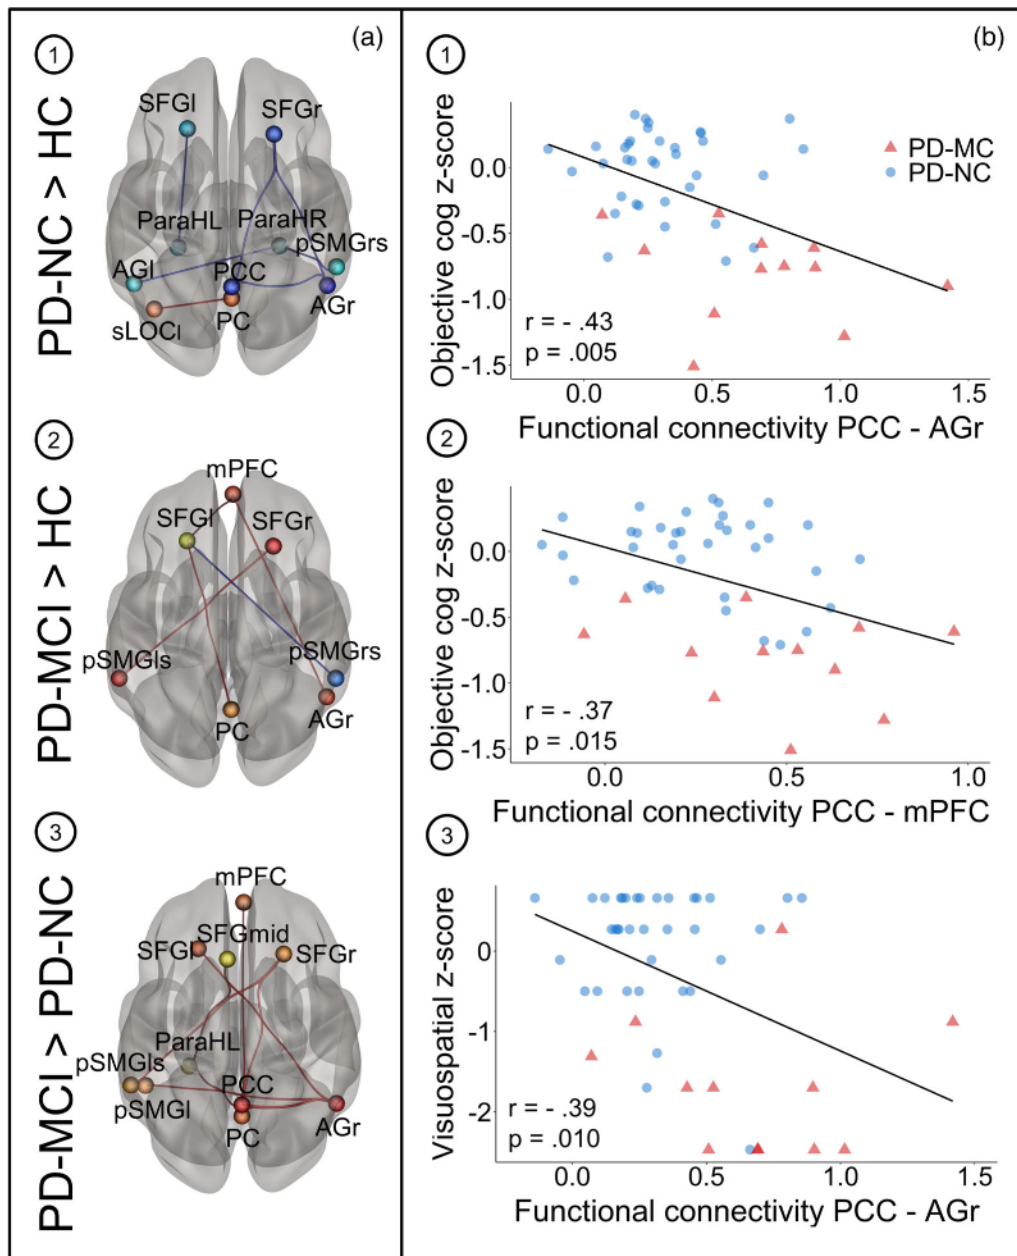 (a)
1
PD-NC > HC
SFGl
SFGr
ParaHL
ParaHR
pSMGrs
AGl
PCC
AGr
sLOCl
PC
2
PD-MCI > HC
mPFC
SFGl
SFGr
pSMGls
pSMGrs
AGr
PC
3
PD-MCI > PD-NC
mPFC
SFGmid
SFGl
SFGr
ParaHL
pSMGls
PCC
pSMGl
PC
AGr
(b)
1
Objective cog z-score
0.0
-0.5
-1.0
-1.5
PD-MC
PD-NC
r = - .43
p = .005
0.0 0.5 1.0 1.5
Functional connectivity PCC - AGr
2
Objective cog z-score
0.0
-0.5
-1.0
-1.5
r = - .37
p = .015
0.0 0.5 1.0
Functional connectivity PCC - mPFC
3
Visuospatial z-score
0
-1
-2
r = - .39
p = .010
0.0 0.5 1.0 1.5
Functional connectivity PCC - AGr